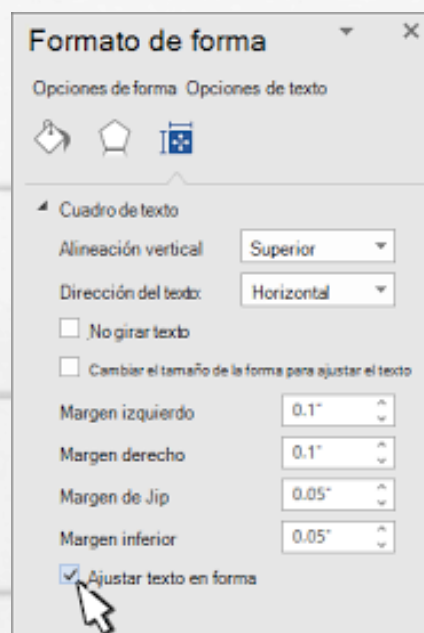 Formato de forma
Opciones de forma Opciones de texto
Cuadro de texto
Alineación vertical Superior
Dirección del texto: Horizontal
No girar texto
Cambiar el tamaño de la forma para ajustar el texto
Margen izquierdo 0.1"
Margen derecho 0.1"
Margen de Jip 0.05"
Margen inferior 0.05"
Ajustar texto en forma